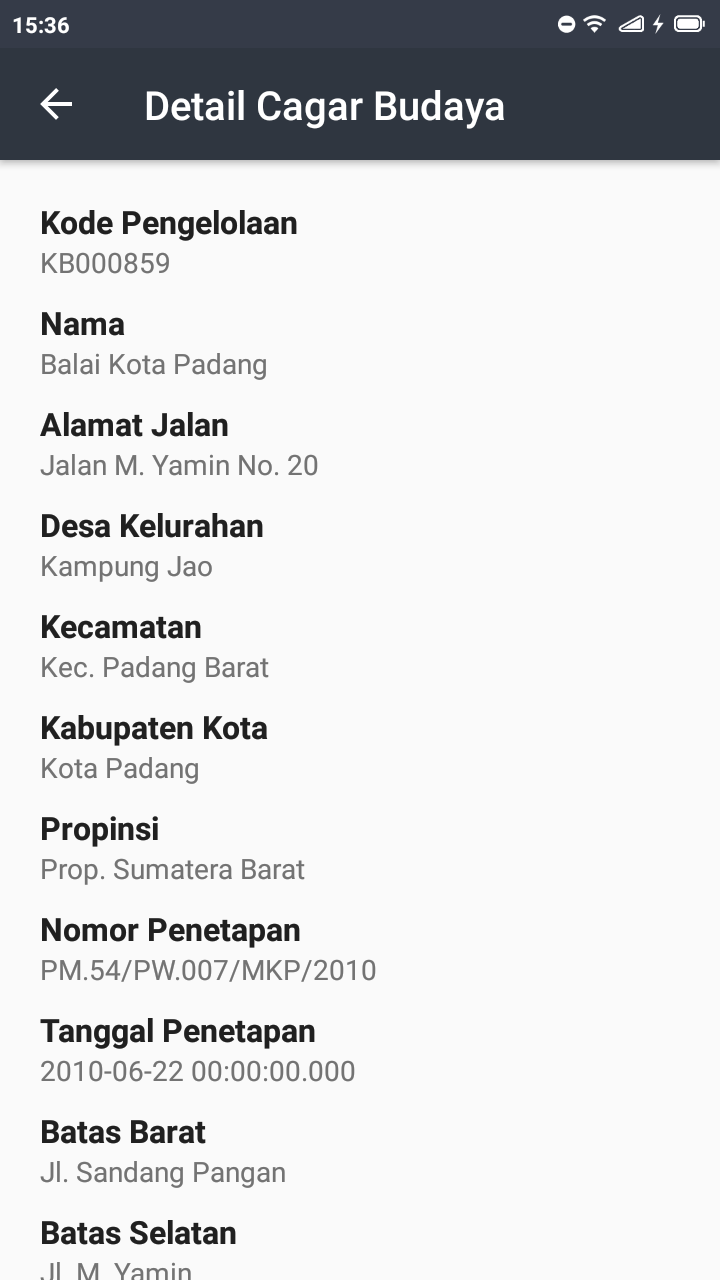 15:36
Detail Cagar Budaya
Kode Pengelolaan
KB000859
Nama
Balai Kota Padang
Alamat Jalan
Jalan M. Yamin No. 20
Desa Kelurahan
Kampung Jao
Kecamatan
Kec. Padang Barat
Kabupaten Kota
Kota Padang
Propinsi
Prop. Sumatera Barat
Nomor Penetapan
PM.54/PW.007/MKP/2010
Tanggal Penetapan
2010-06-22 00:00:00.000
Batas Barat
Jl. Sandang Pangan
Batas Selatan
Jl. M. Yamin